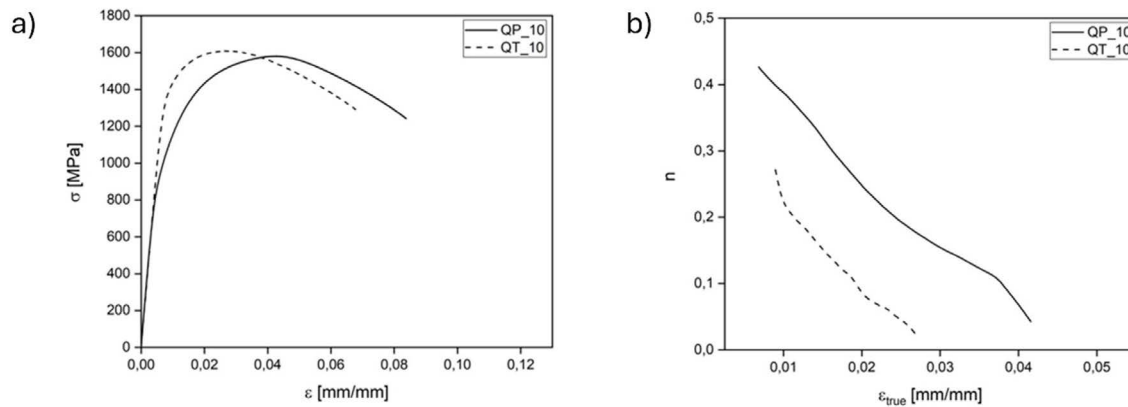 a)
1800
1600
1400
1200
1000
800
600
400
200
0
σ [MPa]
0,00 0,02 0,04 0,06 0,08 0,10 0,12
ε [mm/mm]
QP_10
QT_10
b)
0,5
0,4
0,3
0,2
0,1
0,0
n
0,01 0,02 0,03 0,04 0,05
ε_true [mm/mm]
QP_10
QT_10